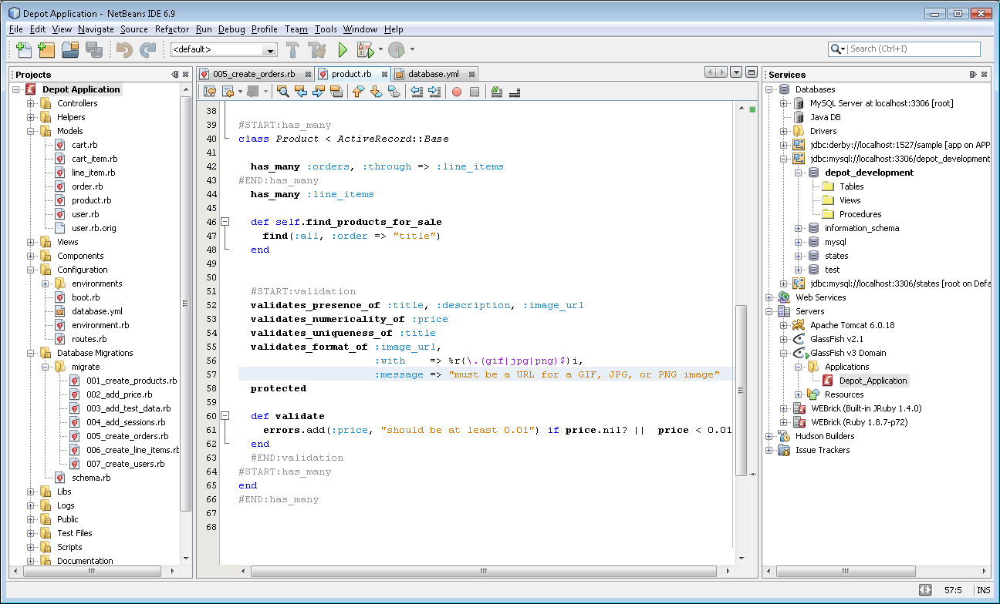 Depot Application - NetBeans IDE 6.9
File Edit View Navigate Source Refactor Run Debug Profile Team Tools Window Help
<default>
Search (Ctrl+I)
Projects
Depot Application
Controllers
Helpers
Models
cart.rb
cart_item.rb
line_item.rb
order.rb
product.rb
user.rb
user.rb.orig
Views
Components
Configuration
environments
boot.rb
database.yml
environment.rb
routes.rb
Database Migrations
migrate
001_create_products.rb
002_add_price.rb
003_add_test_data.rb
004_add_sessions.rb
005_create_orders.rb
006_create_line_items.rb
007_create_users.rb
schema.rb
Libs
Logs
Public
Test Files
Scripts
Documentation
005_create_orders.rb product.rb database.yml
38
39 #START:has_many
40 class Product < ActiveRecord::Base
41
42 has_many :orders, :through => :line_items
43 #END:has_many
44 has_many :line_items
45
46 def self.find_products_for_sale
47 find(:all, :order => "title")
48 end
49
50
51 #START:validation
52 validates_presence_of :title, :description, :image_url
53 validates_numericality_of :price
54 validates_uniqueness_of :title
55 validates_format_of :image_url,
56 :with => %r{\.(gif|jpg|png)$}i,
57 :message => "must be a URL for a GIF, JPG, or PNG image"
58 protected
59
60 def validate
61 errors.add(:price, "should be at least 0.01") if price.nil? || price < 0.01
62 end
63 #END:validation
64 #START:has_many
65 end
66 #END:has_many
67
68
Services
Databases
MySQL Server at localhost:3306 [root]
Java DB
Drivers
jdbc:derby://localhost:1527/sample [app on APP
jdbc:mysql://localhost:3306/depot_development
depot_development
Tables
Views
Procedures
information_schema
mysql
states
test
jdbc:mysql://localhost:3306/states [root on Defa
Web Services
Servers
Apache Tomcat 6.0.18
GlassFish v2.1
GlassFish v3 Domain
Applications
Depot_Application
Resources
WEBrick (Built-in JRuby 1.4.0)
WEBrick (Ruby 1.8.7-p72)
Hudson Builders
Issue Trackers
57:5 INS